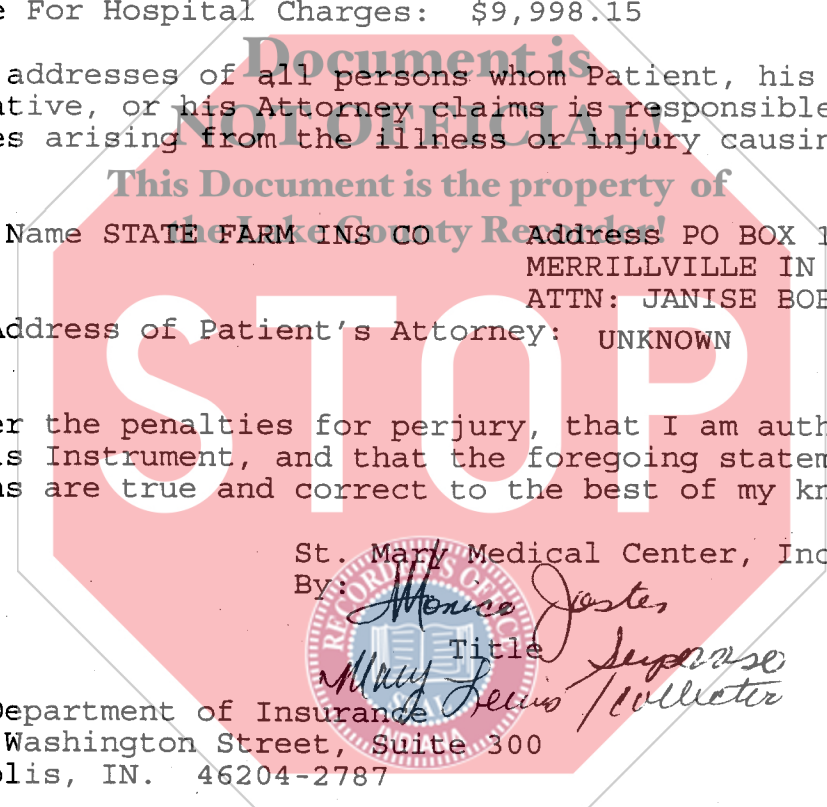 e For Hospital Charges: $9,998.15
Document is
addresses of all persons whom Patient, his
NOT OFFICIAL!
ative, or his Attorney claims is responsible
es arising from the illness or injury causin
This Document is the property of
the Lake County Recorder!
Name STATE FARM INS CO Address PO BOX 1
MERRILLVILLE IN
ATTN: JANISE BOE
STOP
Address of Patient's Attorney: UNKNOWN
er the penalties for perjury, that I am auth
is Instrument, and that the foregoing statem
ns are true and correct to the best of my kn
St. Mary Medical Center, Inc
By: Monica Joster
RECORDER'S OFFICE
Title
SEAL
Mary Lewis / Collector
INDIANA
Department of Insurance
Washington Street, Suite 300
olis, IN. 46204-2787